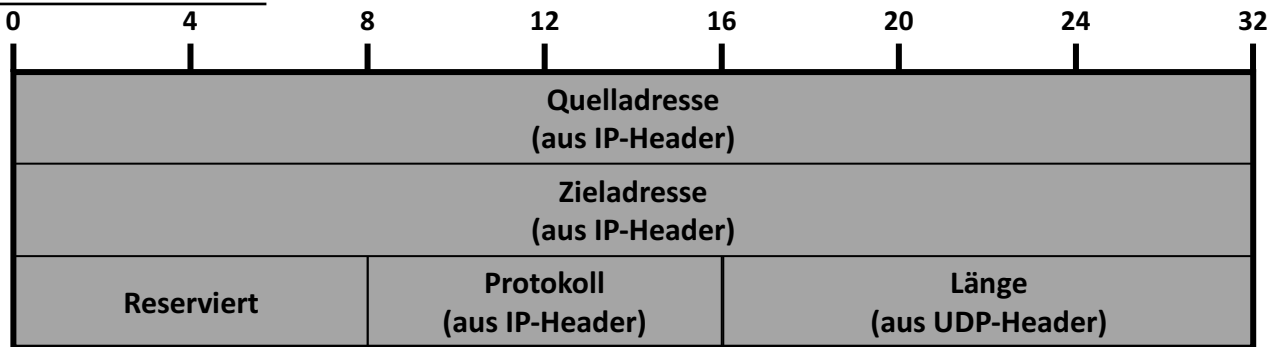 0 4 8 12 16 20 24 32
Quelladresse
(aus IP-Header)
Zieladresse
(aus IP-Header)
Reserviert
Protokoll
(aus IP-Header)
Länge
(aus UDP-Header)